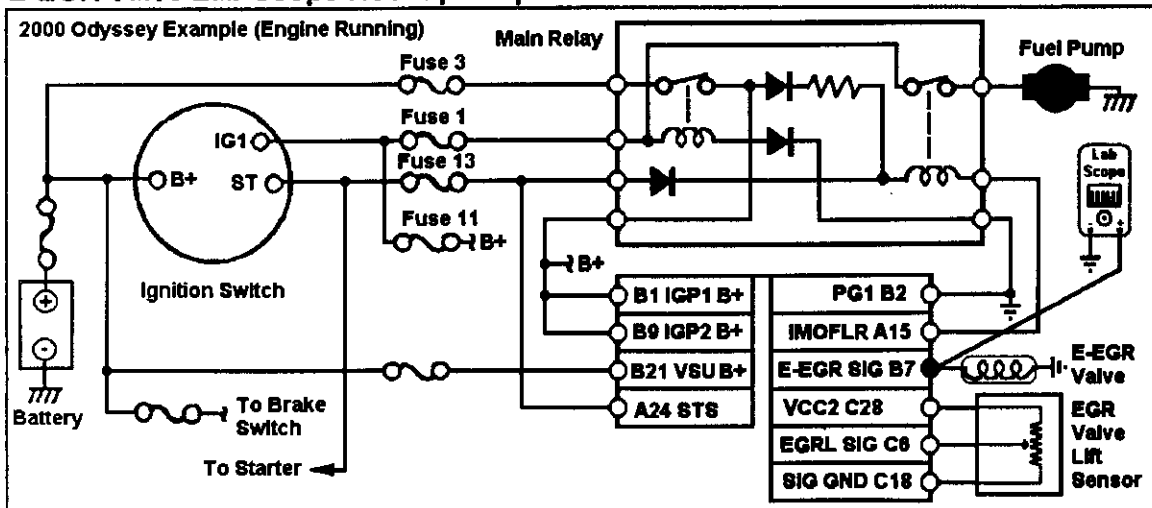 2000 Odyssey Example (Engine Running)
Main Relay
Fuel Pump
Fuse 3
Fuse 1
IG1
Fuse 13
B+
ST
Fuse 11
B+
Lab
Scope
- +
Ignition Switch
B+
B1 IGP1 B+
PG1 B2
B9 IGP2 B+
IMOFLR A15
B21 VSU B+
E-EGR SIG B7
E-EGR
Valve
A24 STS
VCC2 C28
EGRL SIG C6
SIG GND C18
EGR
Valve
Lift
Sensor
+
-
Battery
To Brake
Switch
To Starter